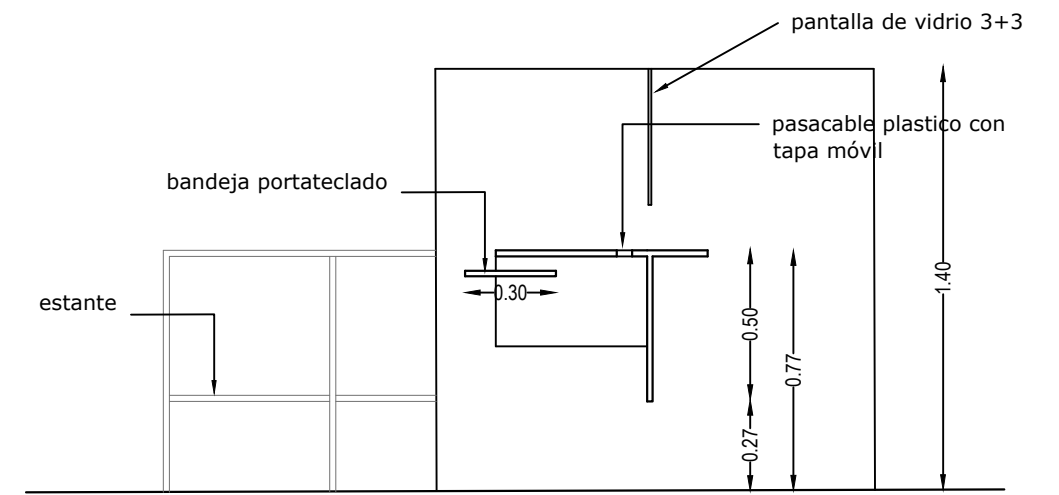 pantalla de vidrio 3+3
pasacable plastico con
tapa móvil
bandeja portateclado
estante
0.30
0.50
0.77
0.27
1.40